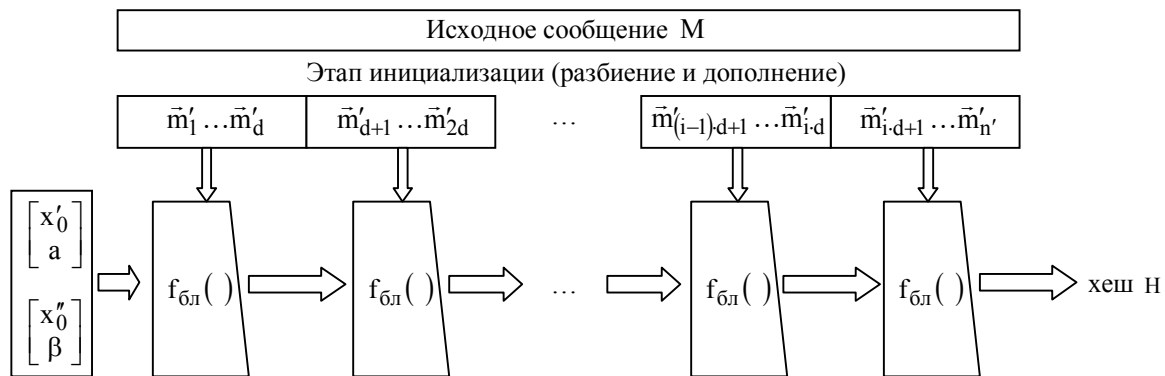 Исходное сообщение M
Этап инициализации (разбиение и дополнение)
m⃗′₁ …m⃗′_d m⃗′_{d+1} …m⃗′_{2d} … m⃗′_{(i−1)·d+1} …m⃗′_{i·d} m⃗′_{i·d+1} …m⃗′_{n′}
x′₀
a
f_бл( ) f_бл( ) … f_бл( ) f_бл( ) хеш H
x″₀
β